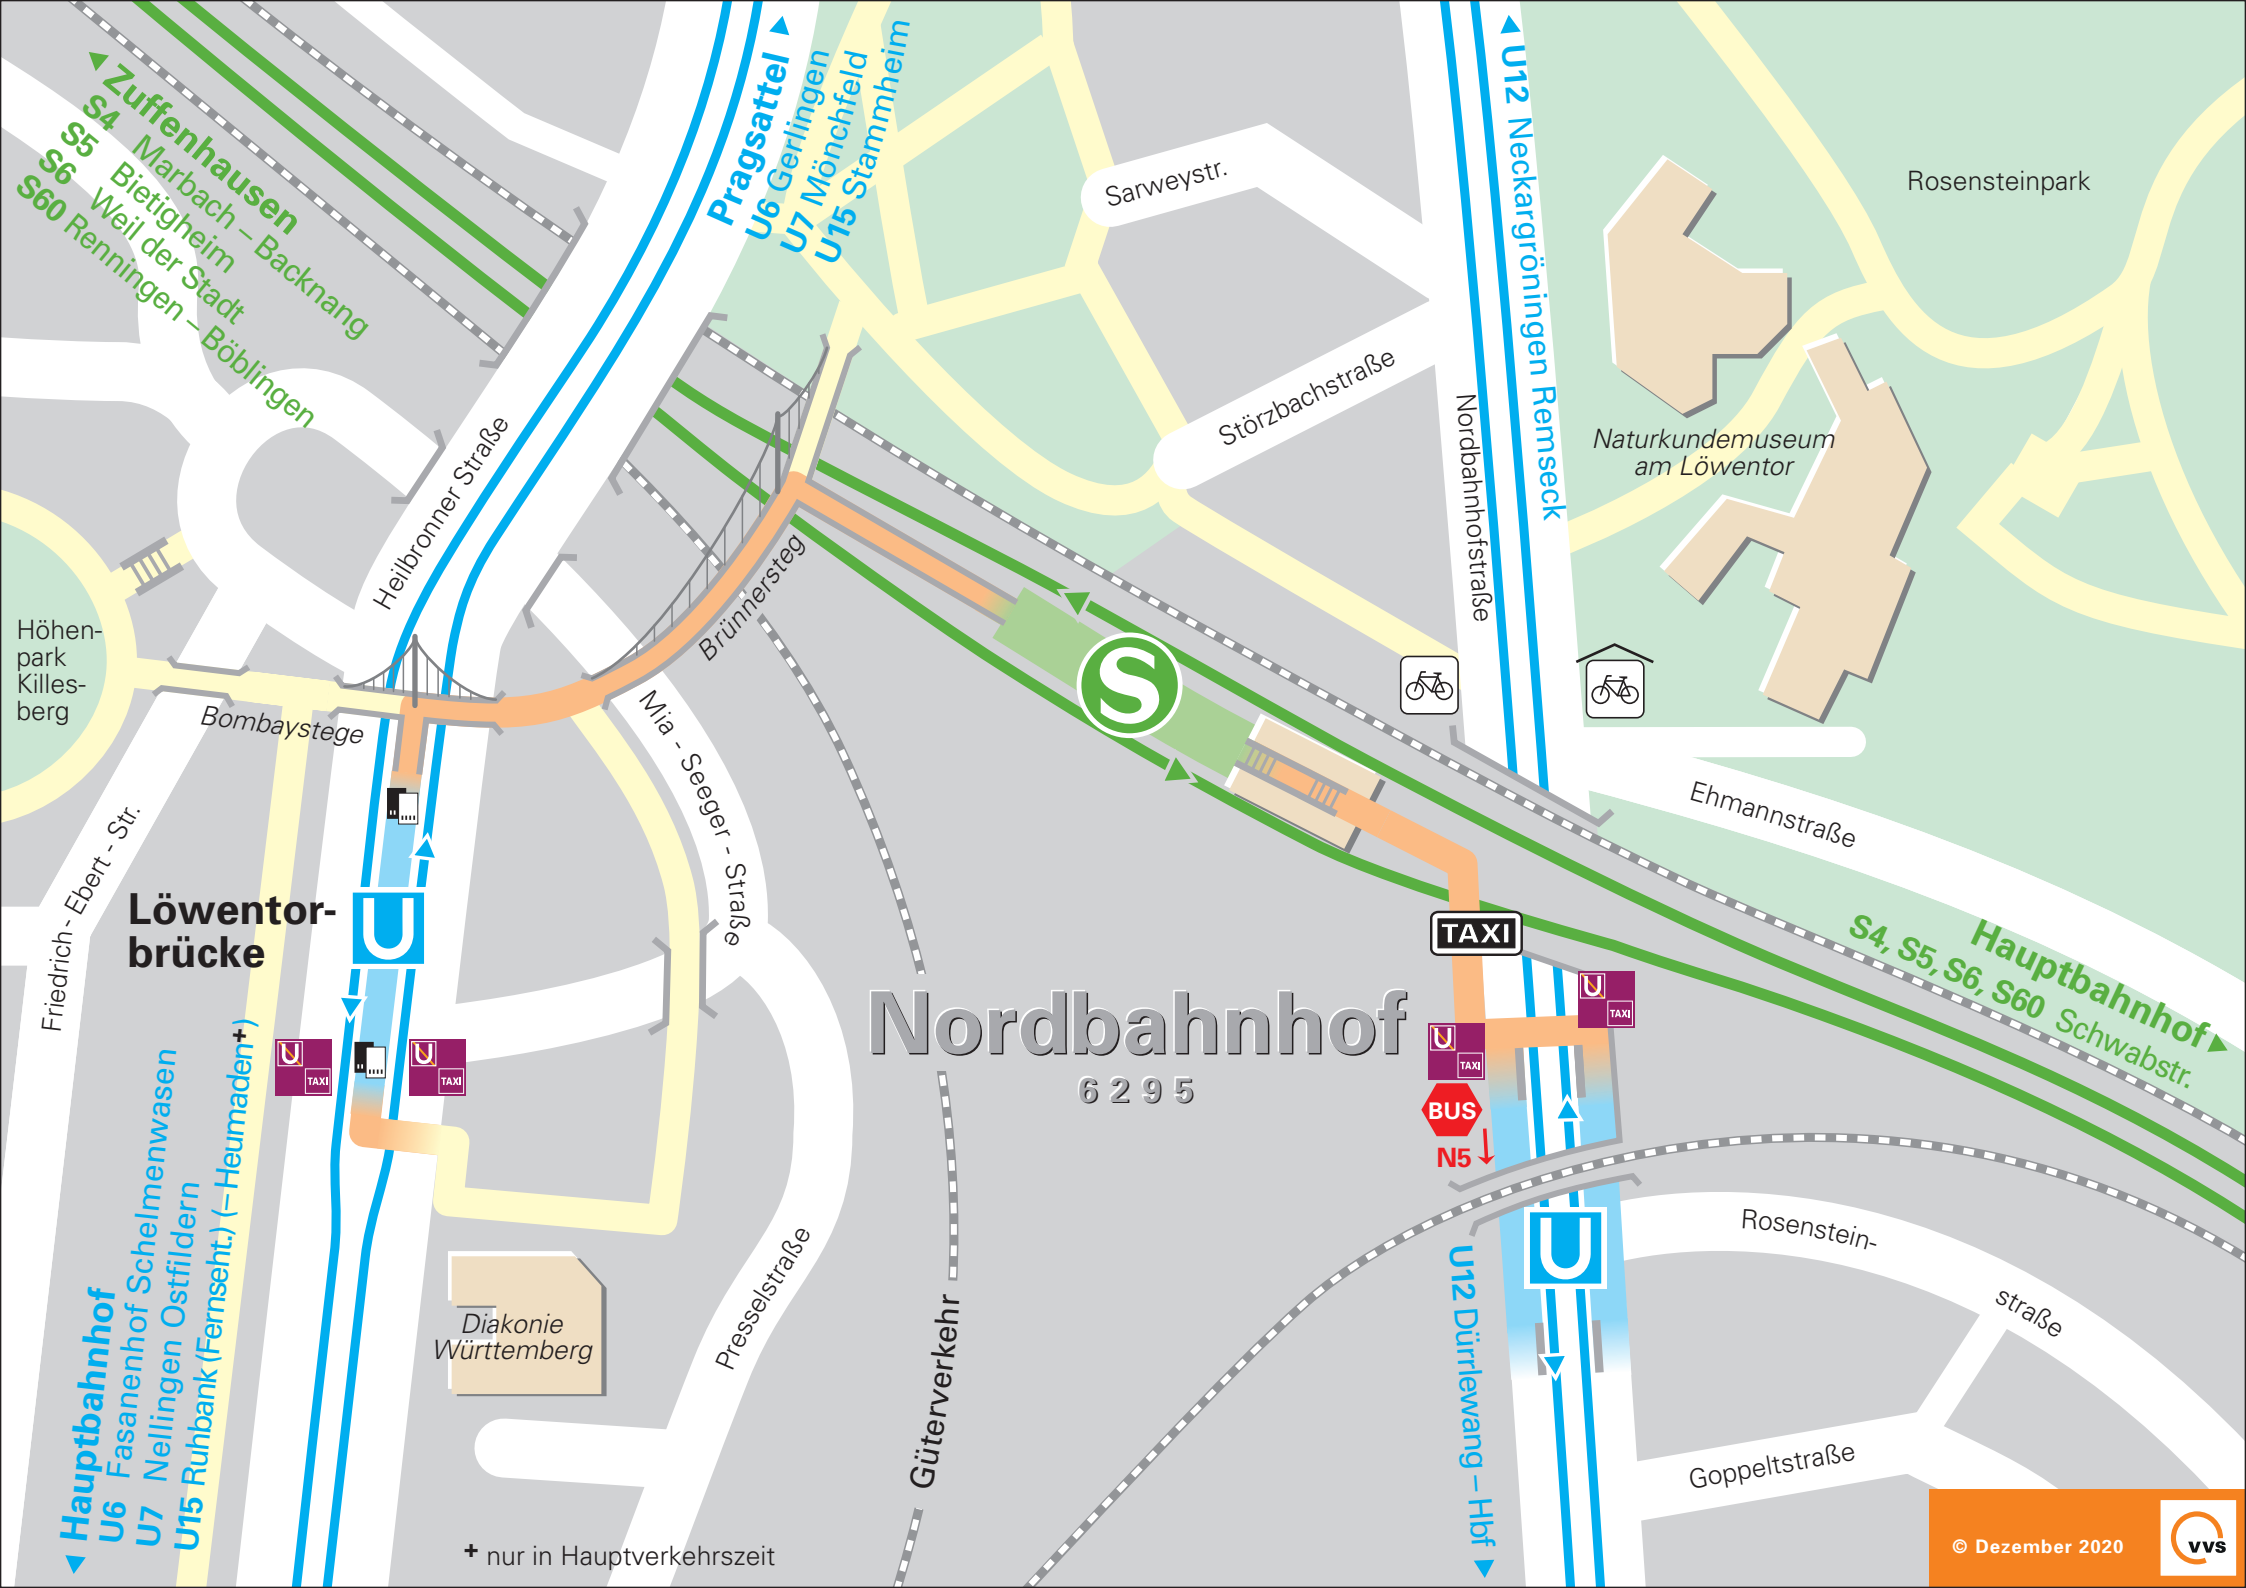 Zuffenhausen
S4 Marbach – Backnang
S5 Bietigheim
S6 Weil der Stadt
S60 Renningen – Böblingen
Pragsattel
U6 Gerlingen
U7 Mönchfeld
U15 Stammheim
U12 Neckargröningen Remseck
Rosensteinpark
Sarweystr.
Störzbachstraße
Nordbahnhofstraße
Naturkundemuseum
am Löwentor
Heilbronner Straße
Brünnersteg
Höhen-
park
Killes-
berg
Bombaystege
Mia - Seeger - Straße
S
Ehmannstraße
Friedrich - Ebert - Str.
Löwentor-
brücke
U
TAXI
Hauptbahnhof
S4, S5, S6, S60 Schwabstr.
Nordbahnhof
6295
U
TAXI
U
TAXI
U
TAXI
U
TAXI
BUS
N5
U
Rosenstein-
straße
Presselstraße
Güterverkehr
Diakonie
Württemberg
Hauptbahnhof
U6 Fasanenhof Schelmenwasen
U7 Nellingen Ostfildern
U15 Ruhbank (Fernseht.) (– Heumaden+)
U12 Dürrlewang – Hbf
Goppeltstraße
+ nur in Hauptverkehrszeit
© Dezember 2020
vvs